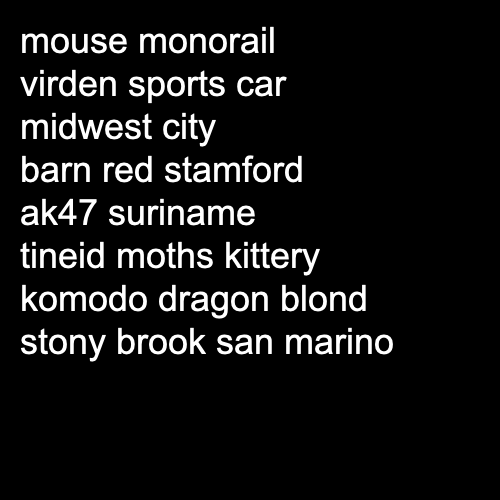 mouse monorail
virden sports car
midwest city
barn red stamford
ak47 suriname
tineid moths kittery
komodo dragon blond
stony brook san marino